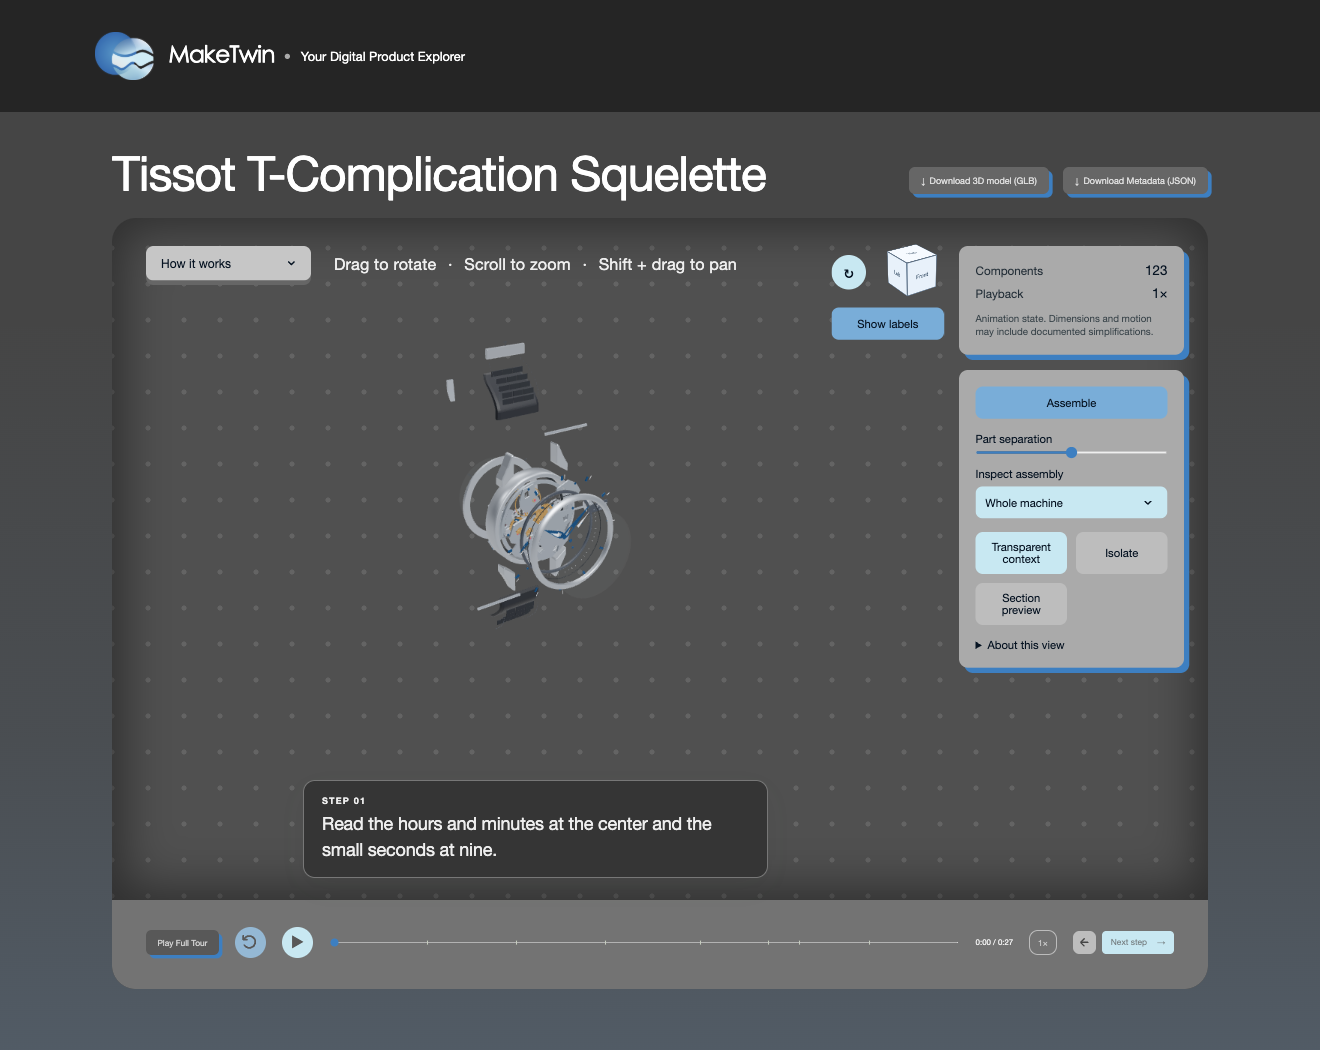 MakeTwin • Your Digital Product Explorer
Tissot T-Complication Squelette
↓ Download 3D model (GLB)
↓ Download Metadata (JSON)
How it works
Drag to rotate · Scroll to zoom · Shift + drag to pan
↻
Front
Show labels
Components 123
Playback 1×
Animation state. Dimensions and motion
may include documented simplifications.
Assemble
Part separation
Inspect assembly
Whole machine
Transparent
context
Isolate
Section
preview
▶ About this view
STEP 01
Read the hours and minutes at the center and the
small seconds at nine.
Play Full Tour
0:00 / 0:27
1×
Next step →